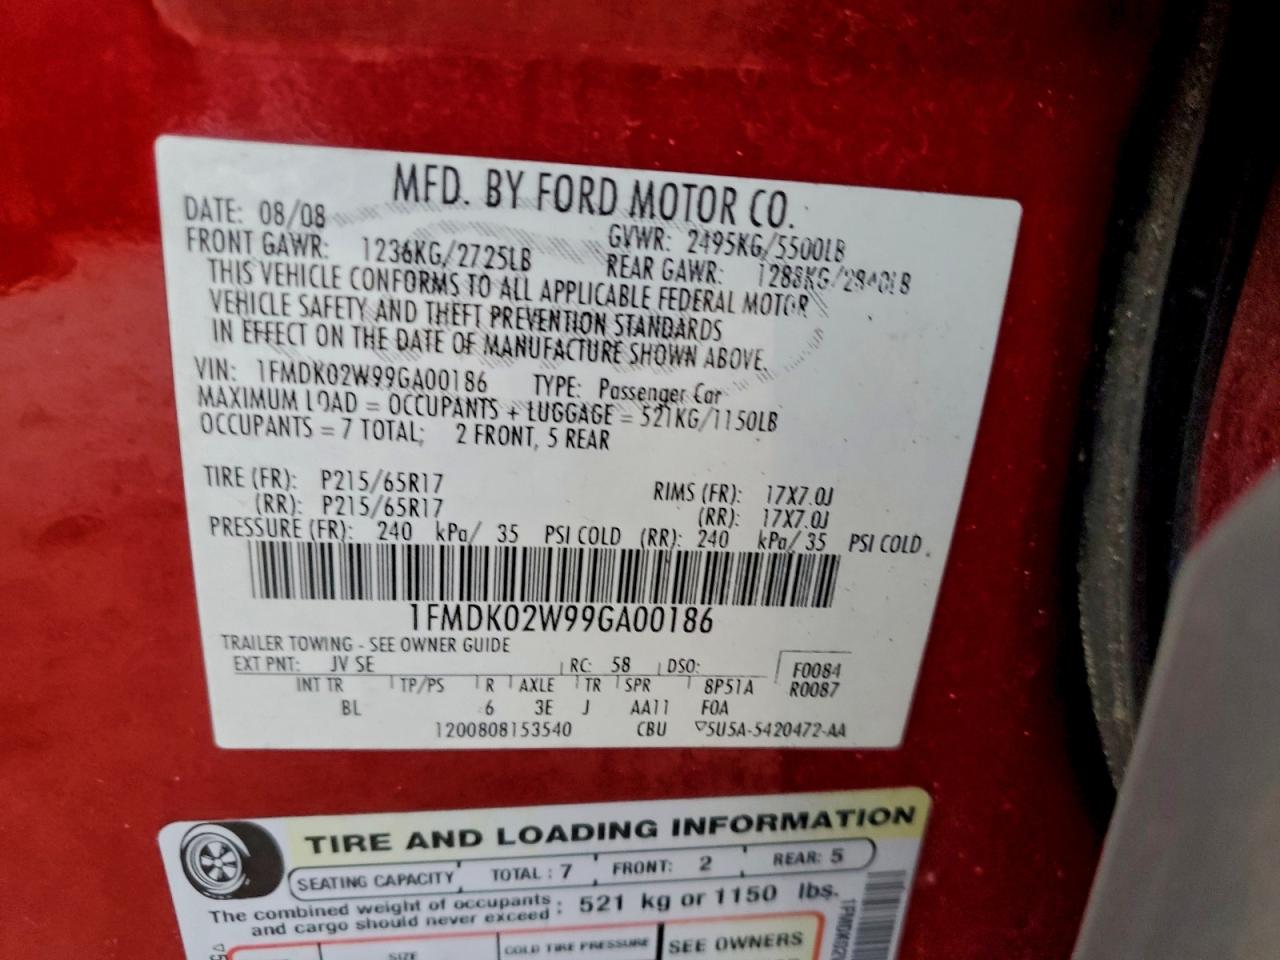 MFD. BY FORD MOTOR CO.
DATE: 08/08 GVWR: 2495KG/5500LB
FRONT GAWR: 1236KG/2725LB REAR GAWR: 1288KG/2840LB
THIS VEHICLE CONFORMS TO ALL APPLICABLE FEDERAL MOTOR
VEHICLE SAFETY AND THEFT PREVENTION STANDARDS
IN EFFECT ON THE DATE OF MANUFACTURE SHOWN ABOVE.
VIN: 1FMDK02W99GA00186 TYPE: Passenger Car
MAXIMUM LOAD = OCCUPANTS + LUGGAGE = 521KG/1150LB
OCCUPANTS = 7 TOTAL; 2 FRONT, 5 REAR
TIRE (FR): P215/65R17 RIMS (FR): 17X7.0J
(RR): P215/65R17 (RR): 17X7.0J
PRESSURE (FR): 240 kPa/ 35 PSI COLD (RR): 240 kPa/ 35 PSI COLD
1FMDK02W99GA00186
TRAILER TOWING - SEE OWNER GUIDE
EXT PNT: JV SE RC: 58 DSO: F0084
INT TR TP/PS R AXLE TR SPR 8P51A R0087
BL 6 3E J AA11 F0A
1200808153540 CBU ▽5U5A-5420472-AA
TIRE AND LOADING INFORMATION
SEATING CAPACITY TOTAL : 7 FRONT: 2 REAR: 5
The combined weight of occupants and cargo should never exceed : 521 kg or 1150 lbs.
SIZE COLD TIRE PRESSURE SEE OWNERS